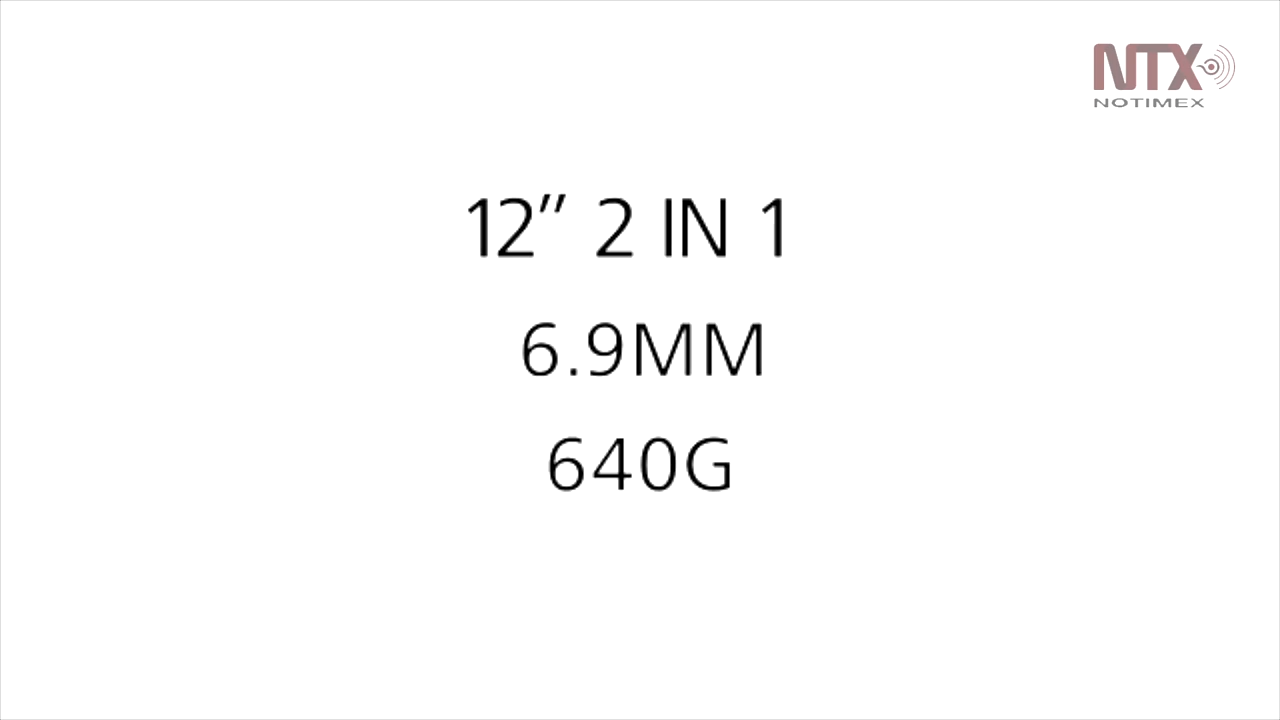 NTX
NOTIMEX
12” 2 IN 1
6.9MM
640G